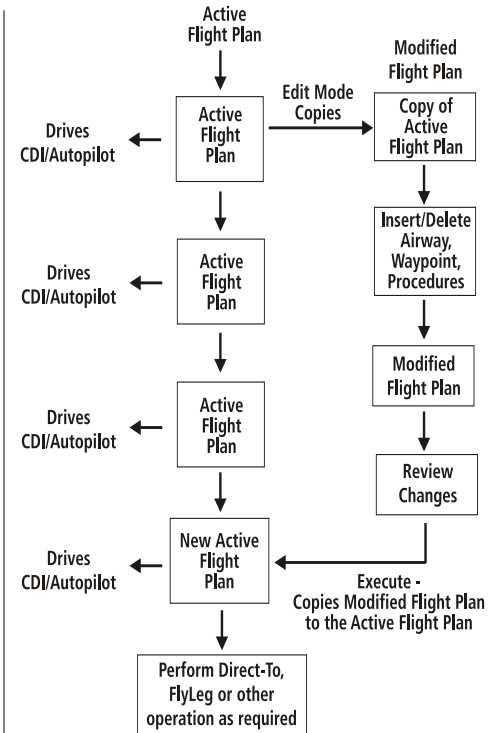 Active
Flight Plan
Modified
Flight Plan
Edit Mode
Copies
Drives
CDI/Autopilot
Active
Flight
Plan
Copy of
Active
Flight Plan
Insert/Delete
Airway,
Waypoint,
Procedures
Drives
CDI/Autopilot
Active
Flight
Plan
Modified
Flight Plan
Drives
CDI/Autopilot
Active
Flight
Plan
Review
Changes
Drives
CDI/Autopilot
New Active
Flight
Plan
Execute -
Copies Modified Flight Plan
to the Active Flight Plan
Perform Direct-To,
FlyLeg or other
operation as required